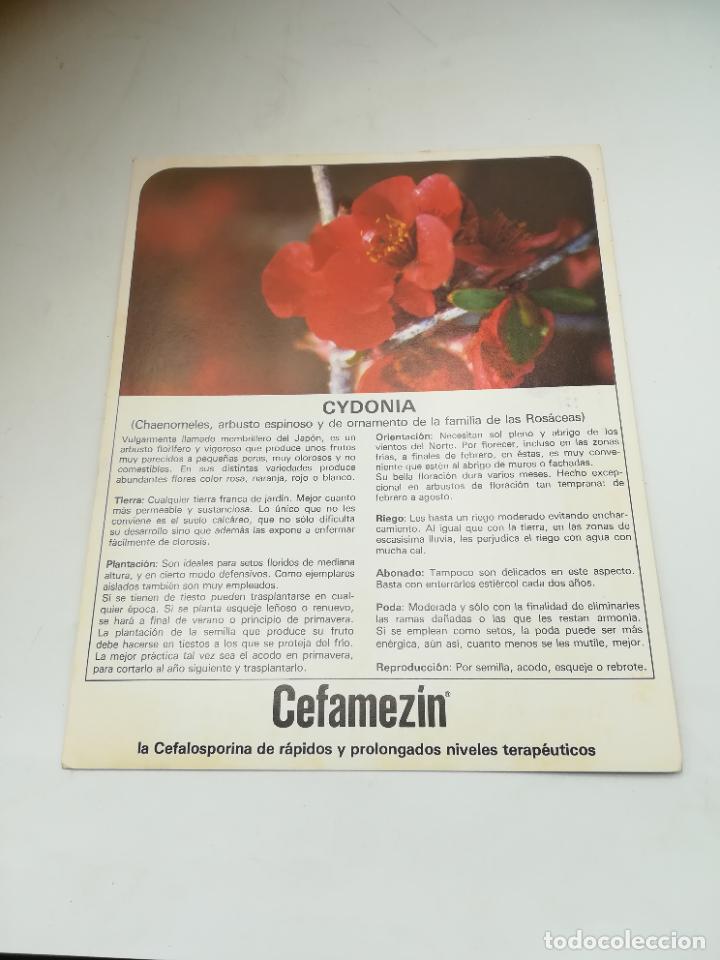 CYDONIA
(Chaenomeles, arbusto espinoso y de ornamento de la familia de las Rosáceas)
Vulgarmente llamado membrillero del Japón, es un
arbusto florífero y vigoroso que produce unos frutos
muy parecidos a pequeñas peras, muy olorosos y no
comestibles. En sus distintas variedades produce
abundantes flores color rosa, naranja, rojo o blanco.
Tierra: Cualquier tierra franca de jardín. Mejor cuanto
más permeable y sustanciosa. Lo único que no les
conviene es el suelo calcáreo, que no sólo dificulta
su desarrollo sino que además las expone a enfermar
fácilmente de clorosis.
Plantación: Son ideales para setos floridos de mediana
altura, y en cierto modo defensivos. Como ejemplares
aislados también son muy empleados.
Si se tienen de tiesto pueden trasplantarse en cual-
quier época. Si se planta esqueje leñoso o renuevo,
se hará a final de verano o principio de primavera.
La plantación de la semilla que produce su fruto
debe hacerse en tiestos a los que se proteja del frío.
La mejor práctica tal vez sea el acodo en primavera,
para cortarlo al año siguiente y trasplantarlo.
Orientación: Necesitan sol pleno y abrigo de los
vientos del Norte. Por florecer, incluso en las zonas
frías, a finales de febrero, en éstas, es muy conve-
niente que estén al abrigo de muros o fachadas.
Su bella floración dura varios meses. Hecho excep-
cional en arbustos de floración tan temprana: de
febrero a agosto.
Riego: Les basta un riego moderado evitando enchar-
camiento. Al igual que con la tierra, en las zonas de
escasísima lluvia, les perjudica el riego con agua con
mucha cal.
Abonado: Tampoco son delicados en este aspecto.
Basta con enterrarles estiércol cada dos años.
Poda: Moderada y sólo con la finalidad de eliminarles
las ramas dañadas o las que les restan armonía.
Si se emplean como setos, la poda puede ser más
enérgica, aún así, cuanto menos se les mutile, mejor.
Reproducción: Por semilla, acodo, esqueje o rebrote.
Cefamezín®
la Cefalosporina de rápidos y prolongados niveles terapéuticos
todocoleccion
todocoleccion.net